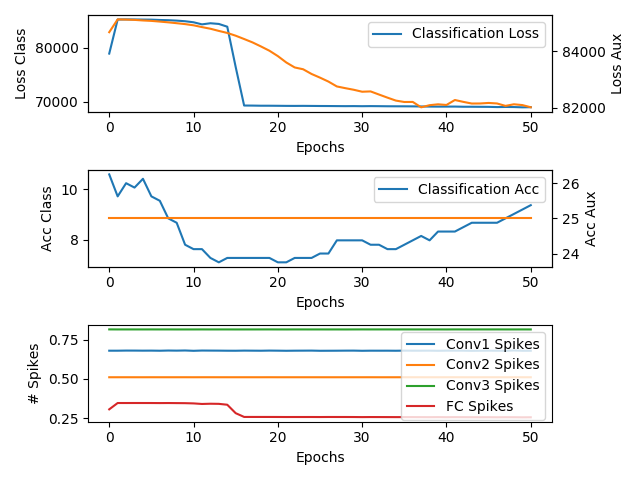 Classification Loss
Loss Class
Loss Aux
80000
70000
84000
82000
0 10 20 30 40 50
Epochs
Classification Acc
Acc Class
Acc Aux
10
8
26
25
24
0 10 20 30 40 50
Epochs
# Spikes
0.75
0.50
0.25
Conv1 Spikes
Conv2 Spikes
Conv3 Spikes
FC Spikes
0 10 20 30 40 50
Epochs